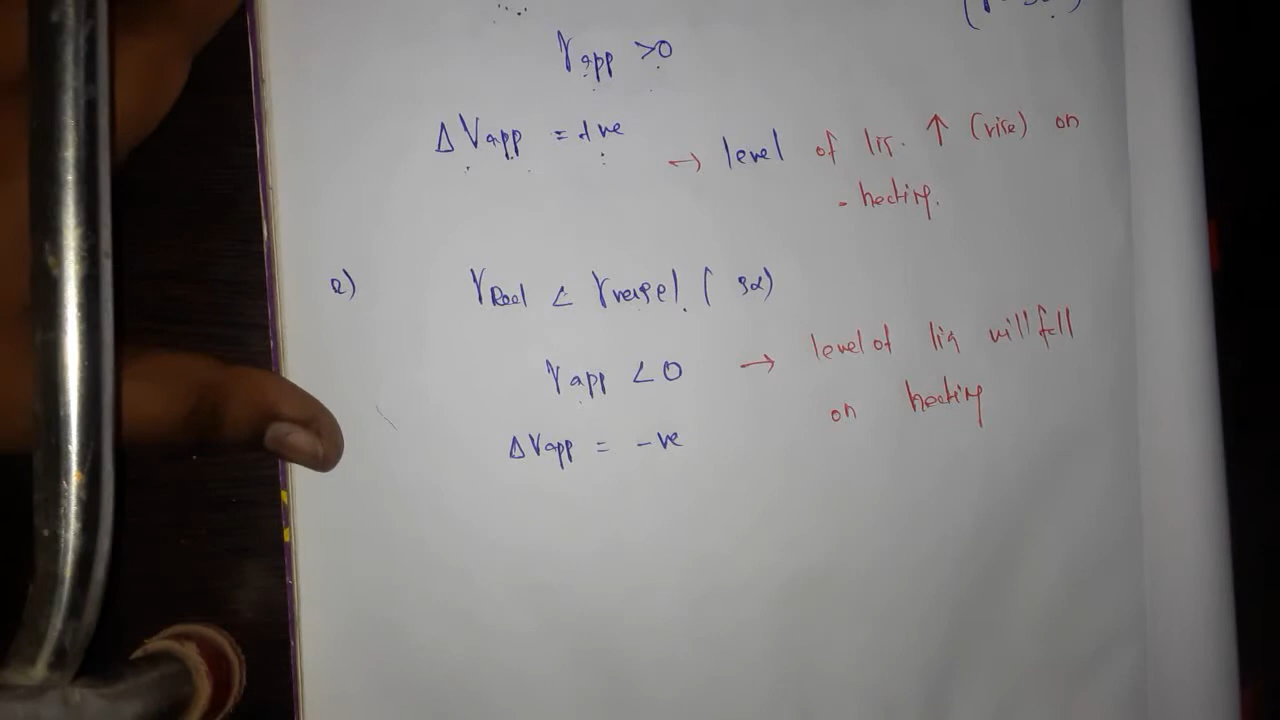 γapp >0
ΔVapp = +ve → level of liq. ↑ (rise) on
- heating.
2) γReal < γvessel ( 3α)
γapp <0 → level of liq will fall
on heating
ΔVapp = -ve